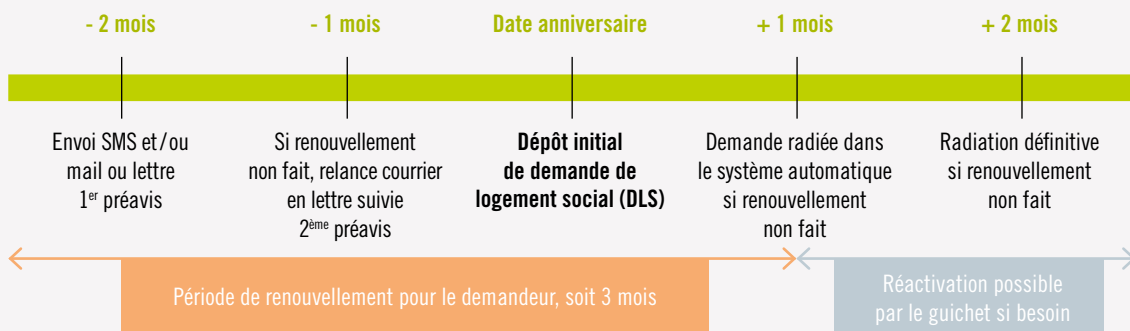 - 2 mois
- 1 mois
Date anniversaire
+ 1 mois
+ 2 mois
Envoi SMS et/ou
mail ou lettre
1er préavis
Si renouvellement
non fait, relance courrier
en lettre suivie
2ème préavis
Dépôt initial
de demande de
logement social (DLS)
Demande radiée dans
le système automatique
si renouvellement
non fait
Radiation définitive
si renouvellement
non fait
Période de renouvellement pour le demandeur, soit 3 mois
Réactivation possible
par le guichet si besoin